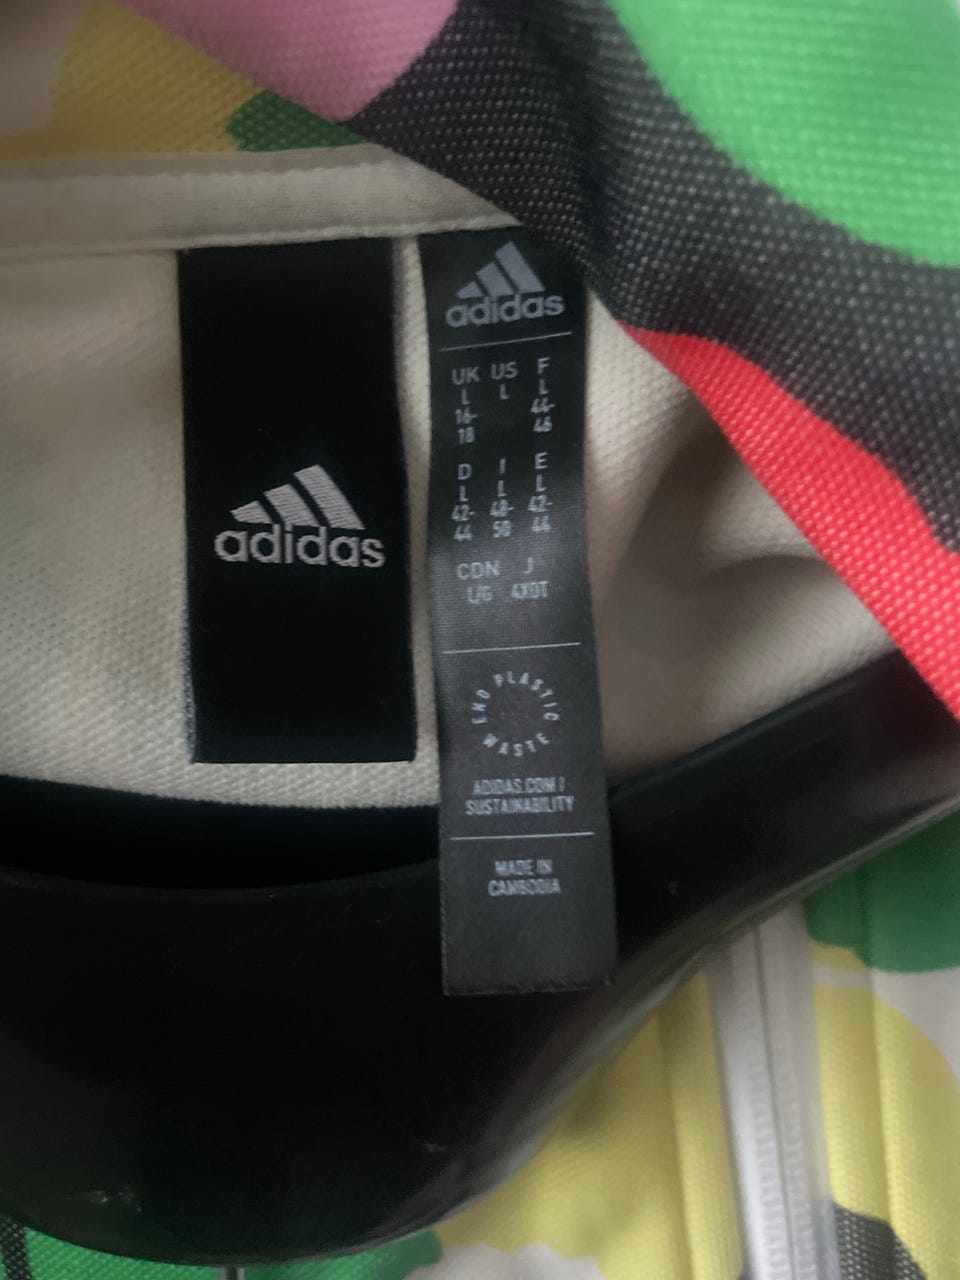 adidas
adidas
UK US F
L L L
16- 44-
18 46
D I E
L L L
42- 48- 42-
44 50 44
CDN J
L/G 4XOT
END PLASTIC WASTE
ADIDAS.COM/
SUSTAINABILITY
MADE IN
CAMBODIA